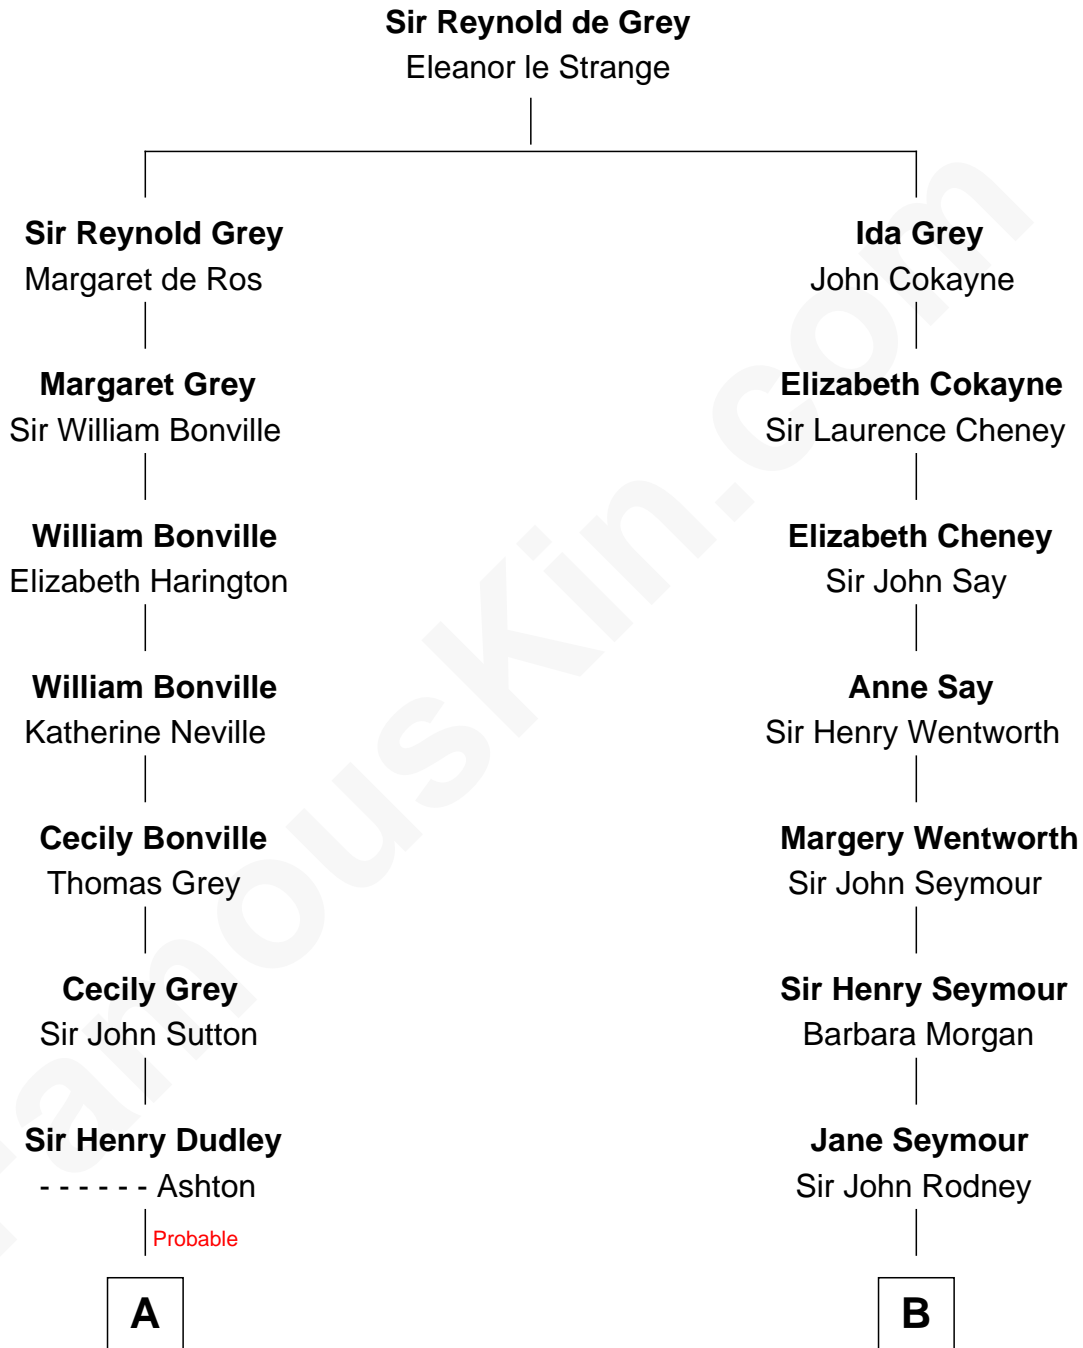 Sir Reynold de Grey
Eleanor le Strange
Sir Reynold Grey
Margaret de Ros
Ida Grey
John Cokayne
Margaret Grey
Sir William Bonville
Elizabeth Cokayne
Sir Laurence Cheney
William Bonville
Elizabeth Harington
Elizabeth Cheney
Sir John Say
William Bonville
Katherine Neville
Anne Say
Sir Henry Wentworth
Cecily Bonville
Thomas Grey
Margery Wentworth
Sir John Seymour
Cecily Grey
Sir John Sutton
Sir Henry Seymour
Barbara Morgan
Sir Henry Dudley
- - - - - - Ashton
Jane Seymour
Sir John Rodney
Probable
A
B
FamousKin.com